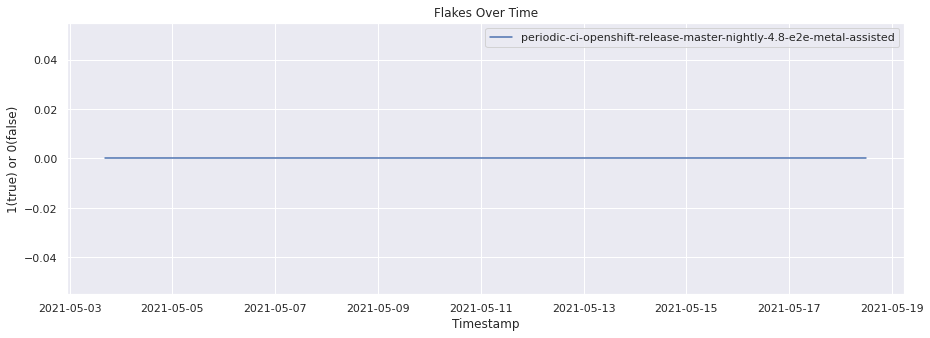 Flakes Over Time
periodic-ci-openshift-release-master-nightly-4.8-e2e-metal-assisted
1(true) or 0(false)
0.04
0.02
0.00
−0.02
−0.04
2021-05-03 2021-05-05 2021-05-07 2021-05-09 2021-05-11 2021-05-13 2021-05-15 2021-05-17 2021-05-19
Timestamp